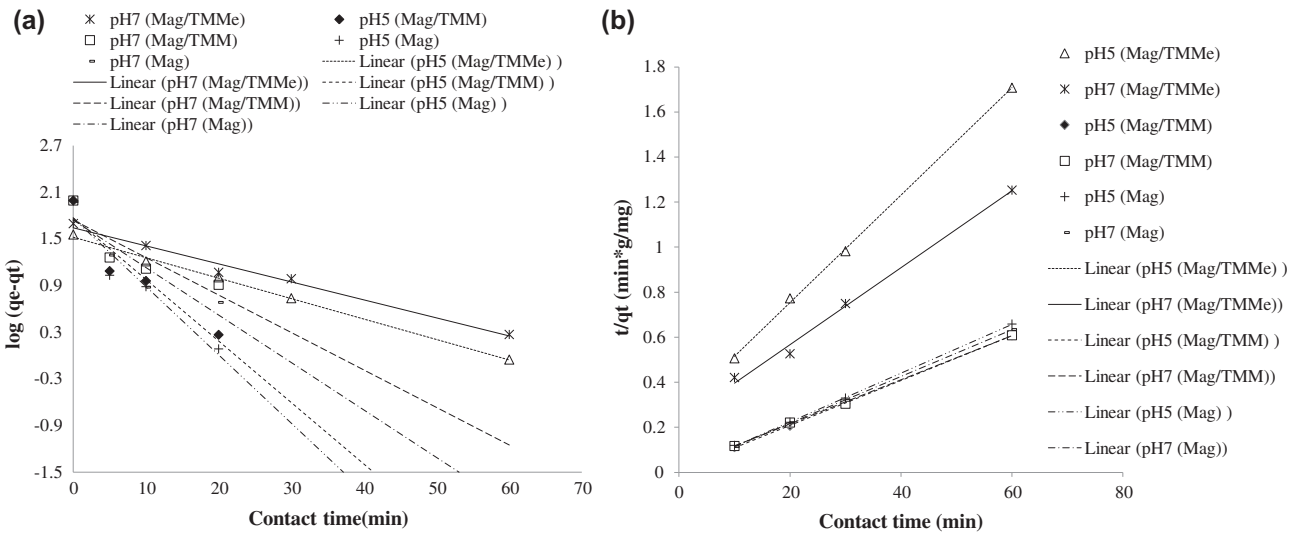 (a)
pH7 (Mag/TMMe) pH5 (Mag/TMM)
pH7 (Mag/TMM) pH5 (Mag)
pH7 (Mag) Linear (pH5 (Mag/TMMe) )
Linear (pH7 (Mag/TMMe)) Linear (pH5 (Mag/TMM) )
Linear (pH7 (Mag/TMM)) Linear (pH5 (Mag) )
Linear (pH7 (Mag))
2.7
2.1
1.5
0.9
0.3
-0.3
-0.9
-1.5
log (qe-qt)
0 10 20 30 40 50 60 70
Contact time(min)
(b)
1.8
1.6
1.4
1.2
1
0.8
0.6
0.4
0.2
0
t/qt (min*g/mg)
0 20 40 60 80
Contact time (min)
pH5 (Mag/TMMe)
pH7 (Mag/TMMe)
pH5 (Mag/TMM)
pH7 (Mag/TMM)
pH5 (Mag)
pH7 (Mag)
Linear (pH5 (Mag/TMMe) )
Linear (pH7 (Mag/TMMe))
Linear (pH5 (Mag/TMM) )
Linear (pH7 (Mag/TMM))
Linear (pH5 (Mag) )
Linear (pH7 (Mag))